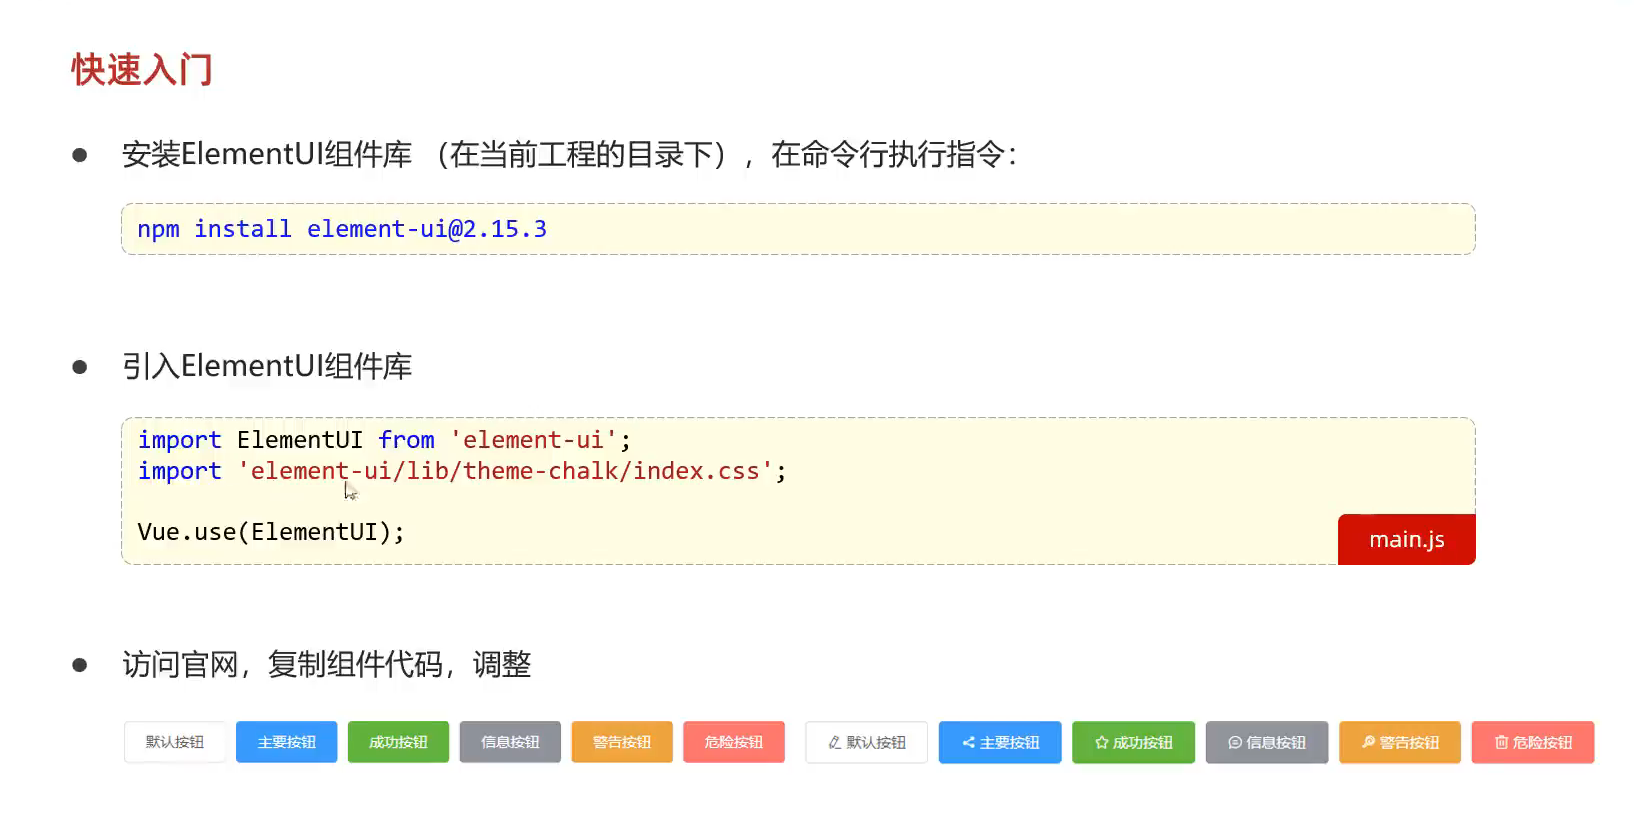 快速入门
安装ElementUI组件库 （在当前工程的目录下），在命令行执行指令：
npm install element-ui@2.15.3
引入ElementUI组件库
import ElementUI from 'element-ui';
import 'element-ui/lib/theme-chalk/index.css';
Vue.use(ElementUI);
main.js
访问官网，复制组件代码，调整
默认按钮 主要按钮 成功按钮 信息按钮 警告按钮 危险按钮 默认按钮 主要按钮 成功按钮 信息按钮 警告按钮 危险按钮